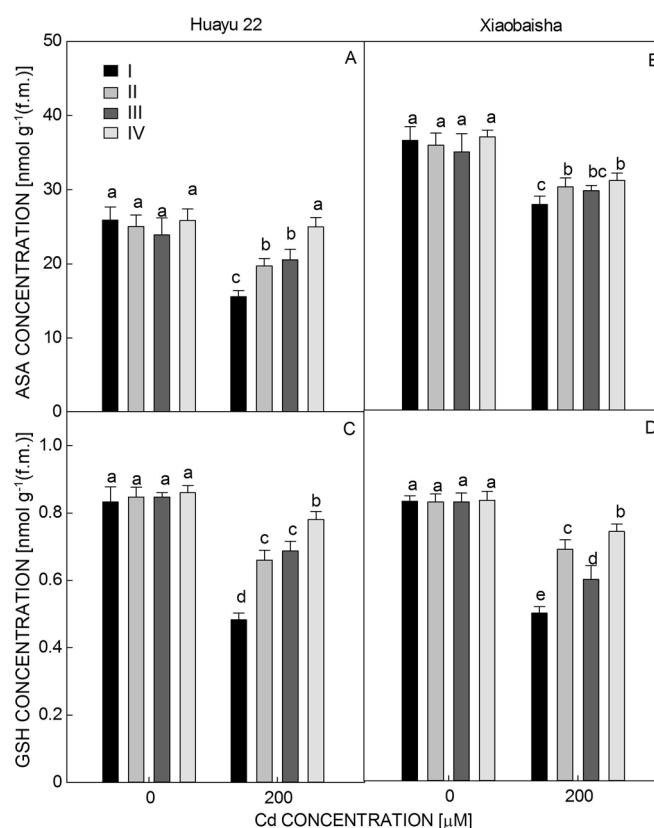 Huayu 22 Xiaobaisha
50
40
30
20
10
0
ASA CONCENTRATION [nmol g⁻¹(f.m.)]
I
II
III
IV
A
a a a a
c b b a
a a a a
c b bc b
1.0
0.8
0.6
0.4
0.2
0
GSH CONCENTRATION [nmol g⁻¹(f.m.)]
C
a a a a
d c c b
D
a a a a
e c d b
0 200 0 200
Cd CONCENTRATION [μM]